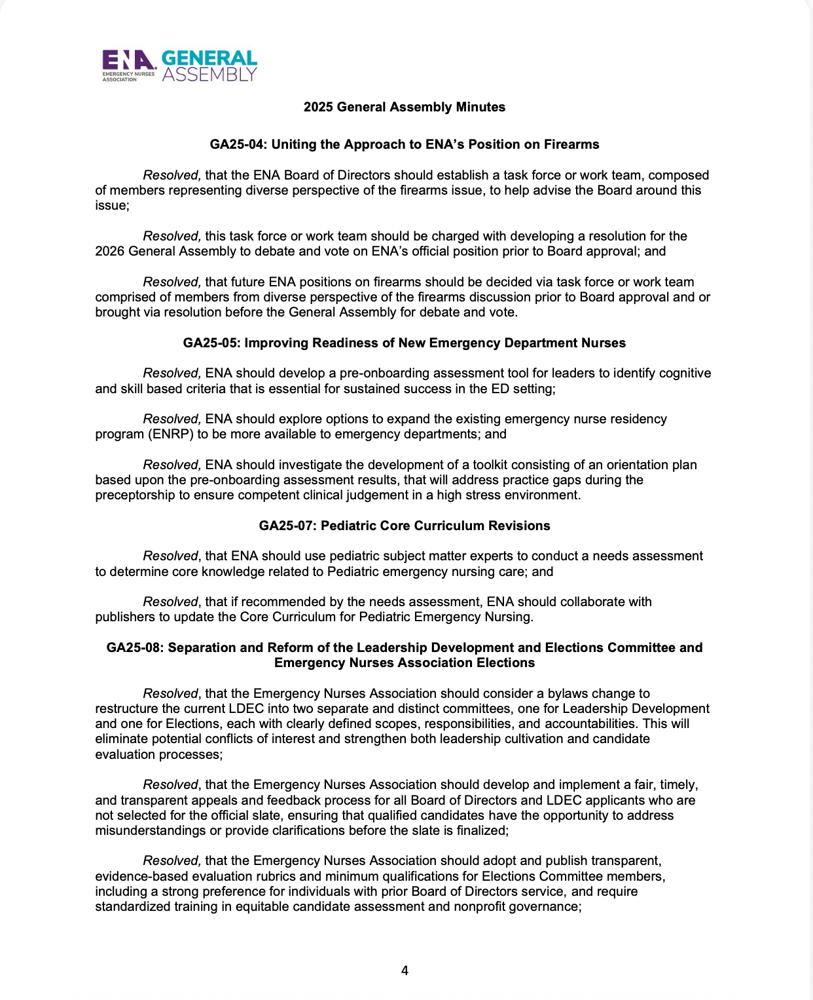 ENA GENERAL
EMERGENCY NURSES
ASSOCIATION
ASSEMBLY
2025 General Assembly Minutes
GA25-04: Uniting the Approach to ENA’s Position on Firearms
Resolved, that the ENA Board of Directors should establish a task force or work team, composed
of members representing diverse perspective of the firearms issue, to help advise the Board around this
issue;
Resolved, this task force or work team should be charged with developing a resolution for the
2026 General Assembly to debate and vote on ENA’s official position prior to Board approval; and
Resolved, that future ENA positions on firearms should be decided via task force or work team
comprised of members from diverse perspective of the firearms discussion prior to Board approval and or
brought via resolution before the General Assembly for debate and vote.
GA25-05: Improving Readiness of New Emergency Department Nurses
Resolved, ENA should develop a pre-onboarding assessment tool for leaders to identify cognitive
and skill based criteria that is essential for sustained success in the ED setting;
Resolved, ENA should explore options to expand the existing emergency nurse residency
program (ENRP) to be more available to emergency departments; and
Resolved, ENA should investigate the development of a toolkit consisting of an orientation plan
based upon the pre-onboarding assessment results, that will address practice gaps during the
preceptorship to ensure competent clinical judgement in a high stress environment.
GA25-07: Pediatric Core Curriculum Revisions
Resolved, that ENA should use pediatric subject matter experts to conduct a needs assessment
to determine core knowledge related to Pediatric emergency nursing care; and
Resolved, that if recommended by the needs assessment, ENA should collaborate with
publishers to update the Core Curriculum for Pediatric Emergency Nursing.
GA25-08: Separation and Reform of the Leadership Development and Elections Committee and
Emergency Nurses Association Elections
Resolved, that the Emergency Nurses Association should consider a bylaws change to
restructure the current LDEC into two separate and distinct committees, one for Leadership Development
and one for Elections, each with clearly defined scopes, responsibilities, and accountabilities. This will
eliminate potential conflicts of interest and strengthen both leadership cultivation and candidate
evaluation processes;
Resolved, that the Emergency Nurses Association should develop and implement a fair, timely,
and transparent appeals and feedback process for all Board of Directors and LDEC applicants who are
not selected for the official slate, ensuring that qualified candidates have the opportunity to address
misunderstandings or provide clarifications before the slate is finalized;
Resolved, that the Emergency Nurses Association should adopt and publish transparent,
evidence-based evaluation rubrics and minimum qualifications for Elections Committee members,
including a strong preference for individuals with prior Board of Directors service, and require
standardized training in equitable candidate assessment and nonprofit governance;
4